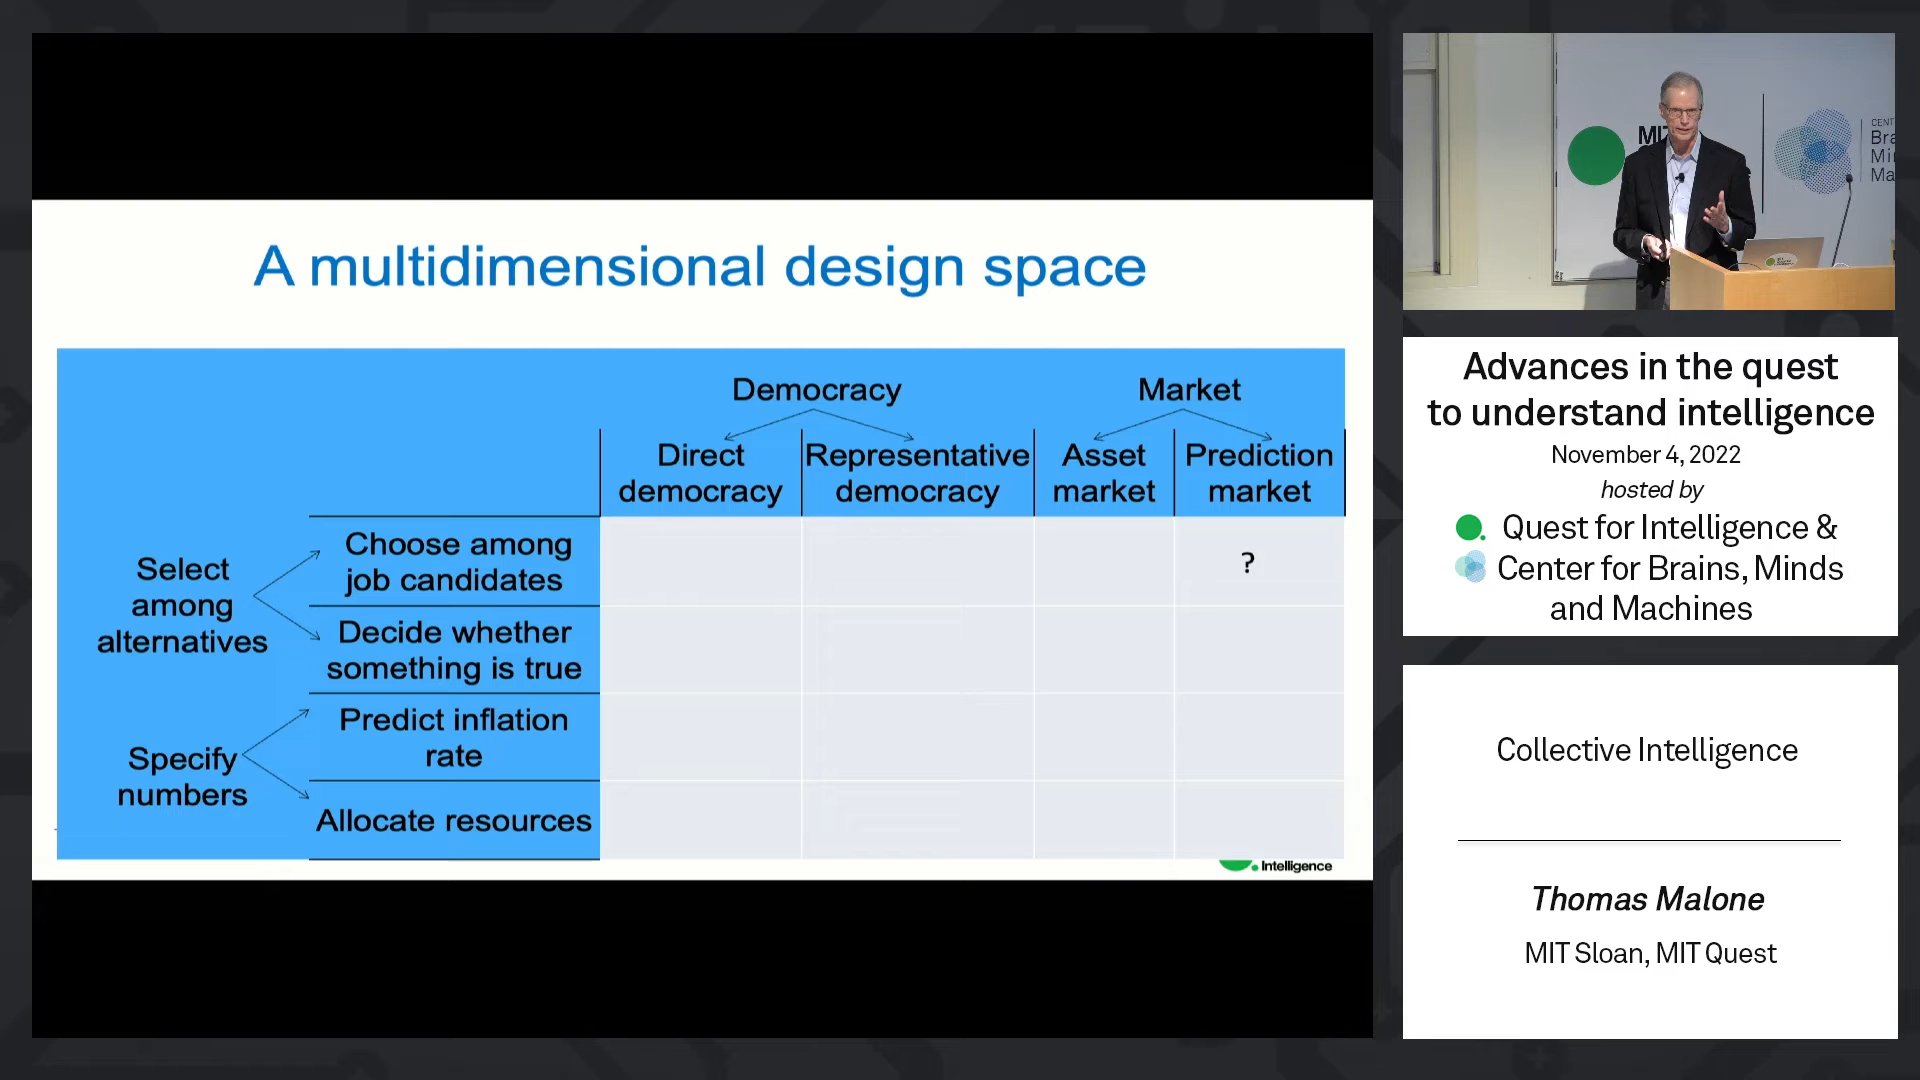 A multidimensional design space
Democracy
Market
Direct
democracy
Representative
democracy
Asset
market
Prediction
market
Select
among
alternatives
Choose among
job candidates
?
Decide whether
something is true
Specify
numbers
Predict inflation
rate
Allocate resources
Intelligence
Advances in the quest
to understand intelligence
November 4, 2022
hosted by
Quest for Intelligence &
Center for Brains, Minds
and Machines
Collective Intelligence
Thomas Malone
MIT Sloan, MIT Quest